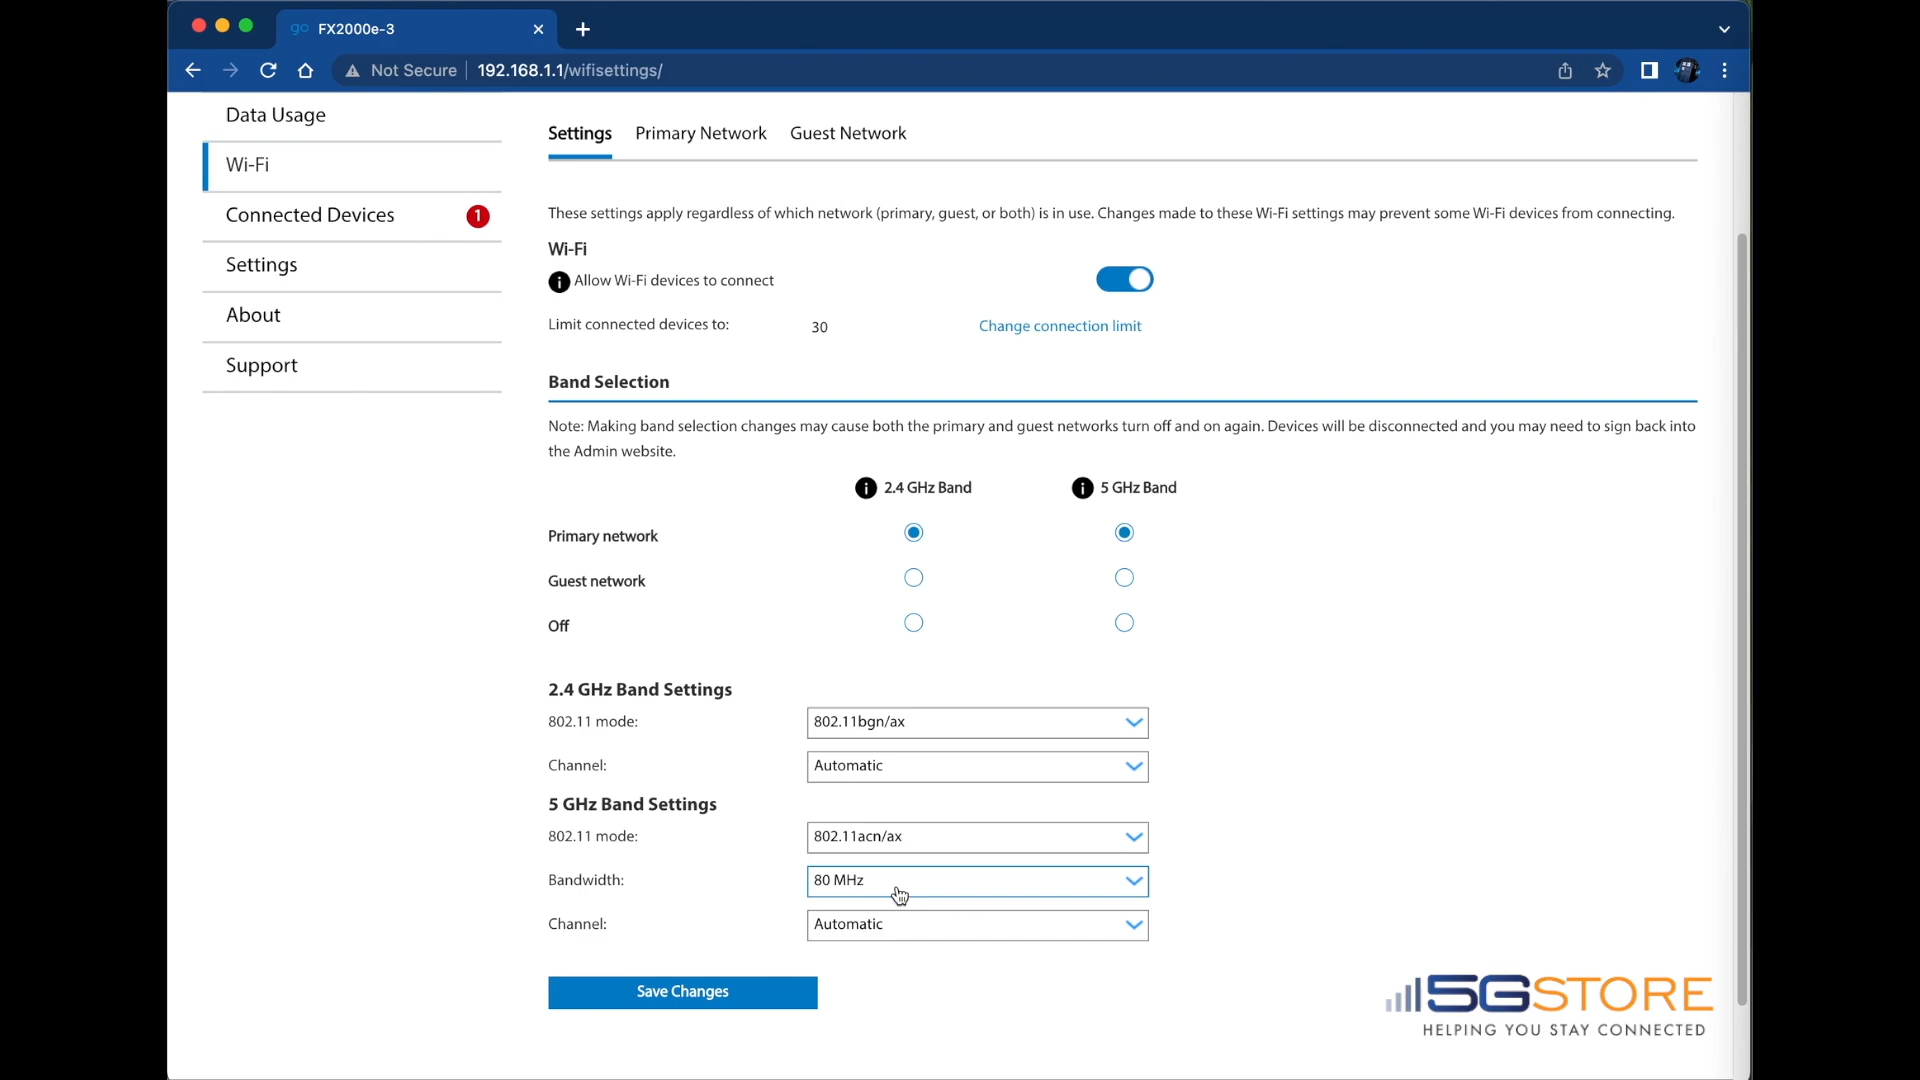 go FX2000e-3
Not Secure 192.168.1.1/wifisettings/
Data Usage
Wi-Fi
Connected Devices 1
Settings
About
Support
Settings Primary Network Guest Network
These settings apply regardless of which network (primary, guest, or both) is in use. Changes made to these Wi-Fi settings may prevent some Wi-Fi devices from connecting.
Wi-Fi
i Allow Wi-Fi devices to connect
Limit connected devices to: 30 Change connection limit
Band Selection
Note: Making band selection changes may cause both the primary and guest networks turn off and on again. Devices will be disconnected and you may need to sign back into
the Admin website.
i 2.4 GHz Band i 5 GHz Band
Primary network
Guest network
Off
2.4 GHz Band Settings
802.11 mode: 802.11bgn/ax
Channel: Automatic
5 GHz Band Settings
802.11 mode: 802.11acn/ax
Bandwidth: 80 MHz
Channel: Automatic
Save Changes
5GSTORE
HELPING YOU STAY CONNECTED